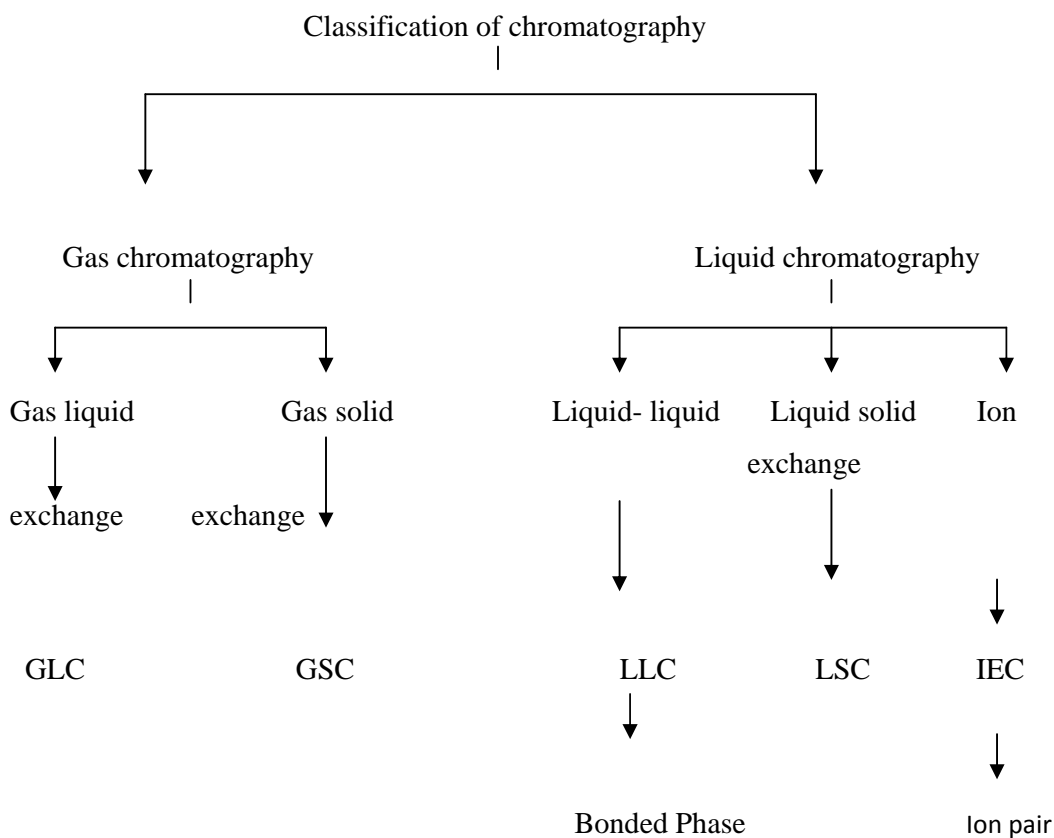 Classification of chromatography
Gas chromatography
Liquid chromatography
Gas liquid
Gas solid
Liquid- liquid
Liquid solid
Ion
exchange
exchange
exchange
GLC
GSC
LLC
LSC
IEC
Bonded Phase
Ion pair